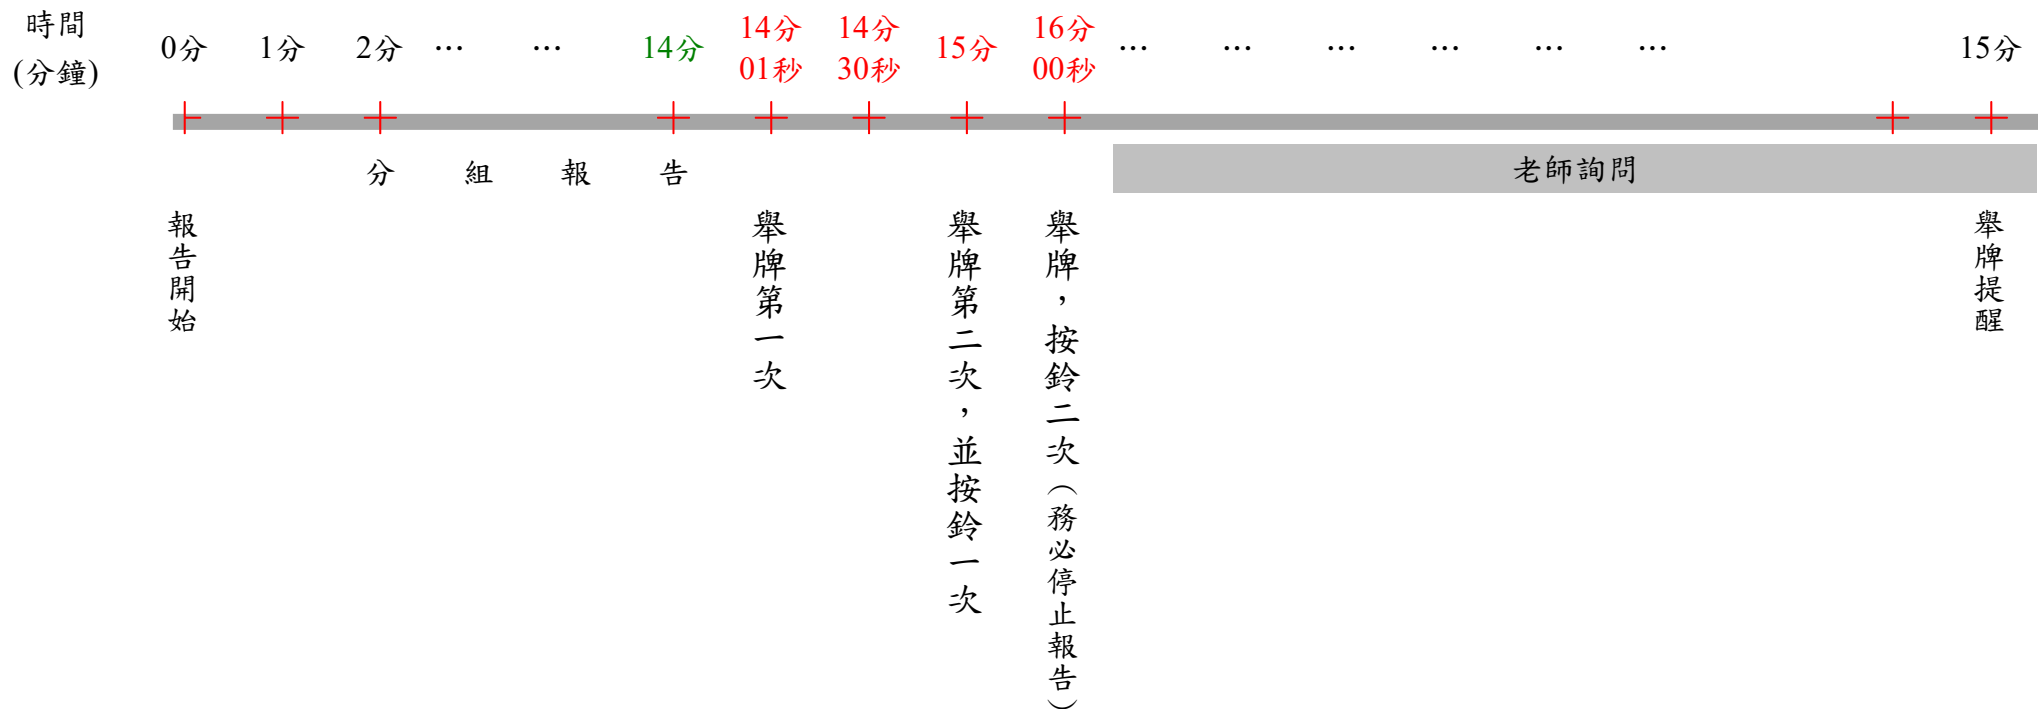 時間
(分鐘)
0分
1分
2分
…
…
14分
14分
01秒
14分
30秒
15分
16分
00秒
…
…
…
…
…
…
15分
分組報告
老師詢問
報告開始
舉牌第一次
舉牌第二次，並按鈴一次
舉牌，按鈴二次（務必停止報告）
舉牌提醒